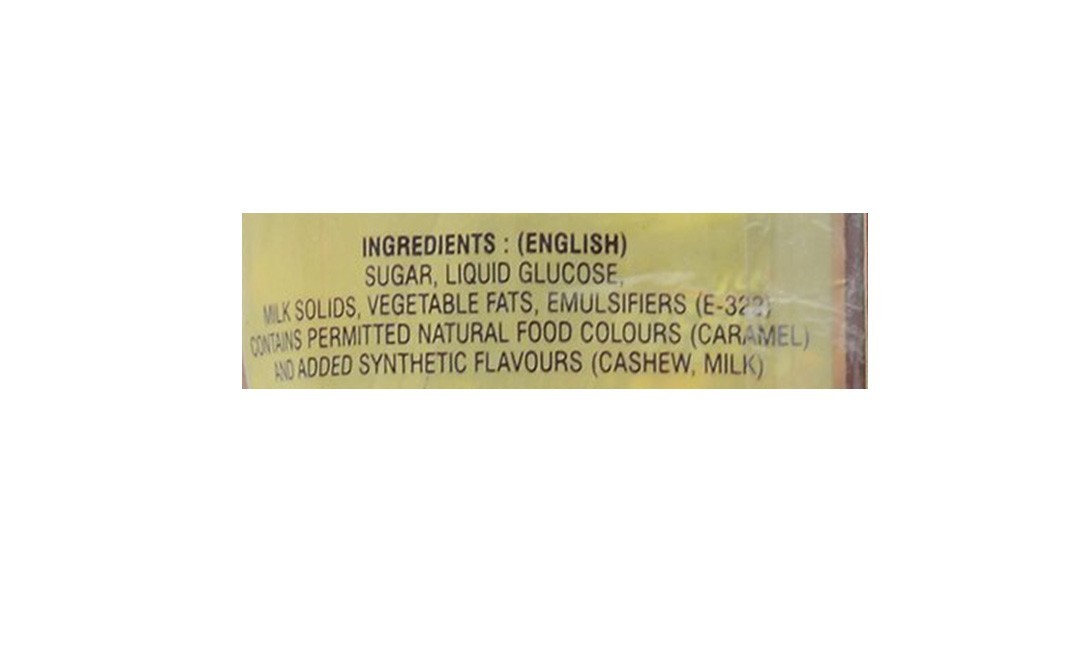 INGREDIENTS : (ENGLISH)
SUGAR, LIQUID GLUCOSE,
MILK SOLIDS, VEGETABLE FATS, EMULSIFIERS (E-322)
CONTAINS PERMITTED NATURAL FOOD COLOURS (CARAMEL)
AND ADDED SYNTHETIC FLAVOURS (CASHEW, MILK)